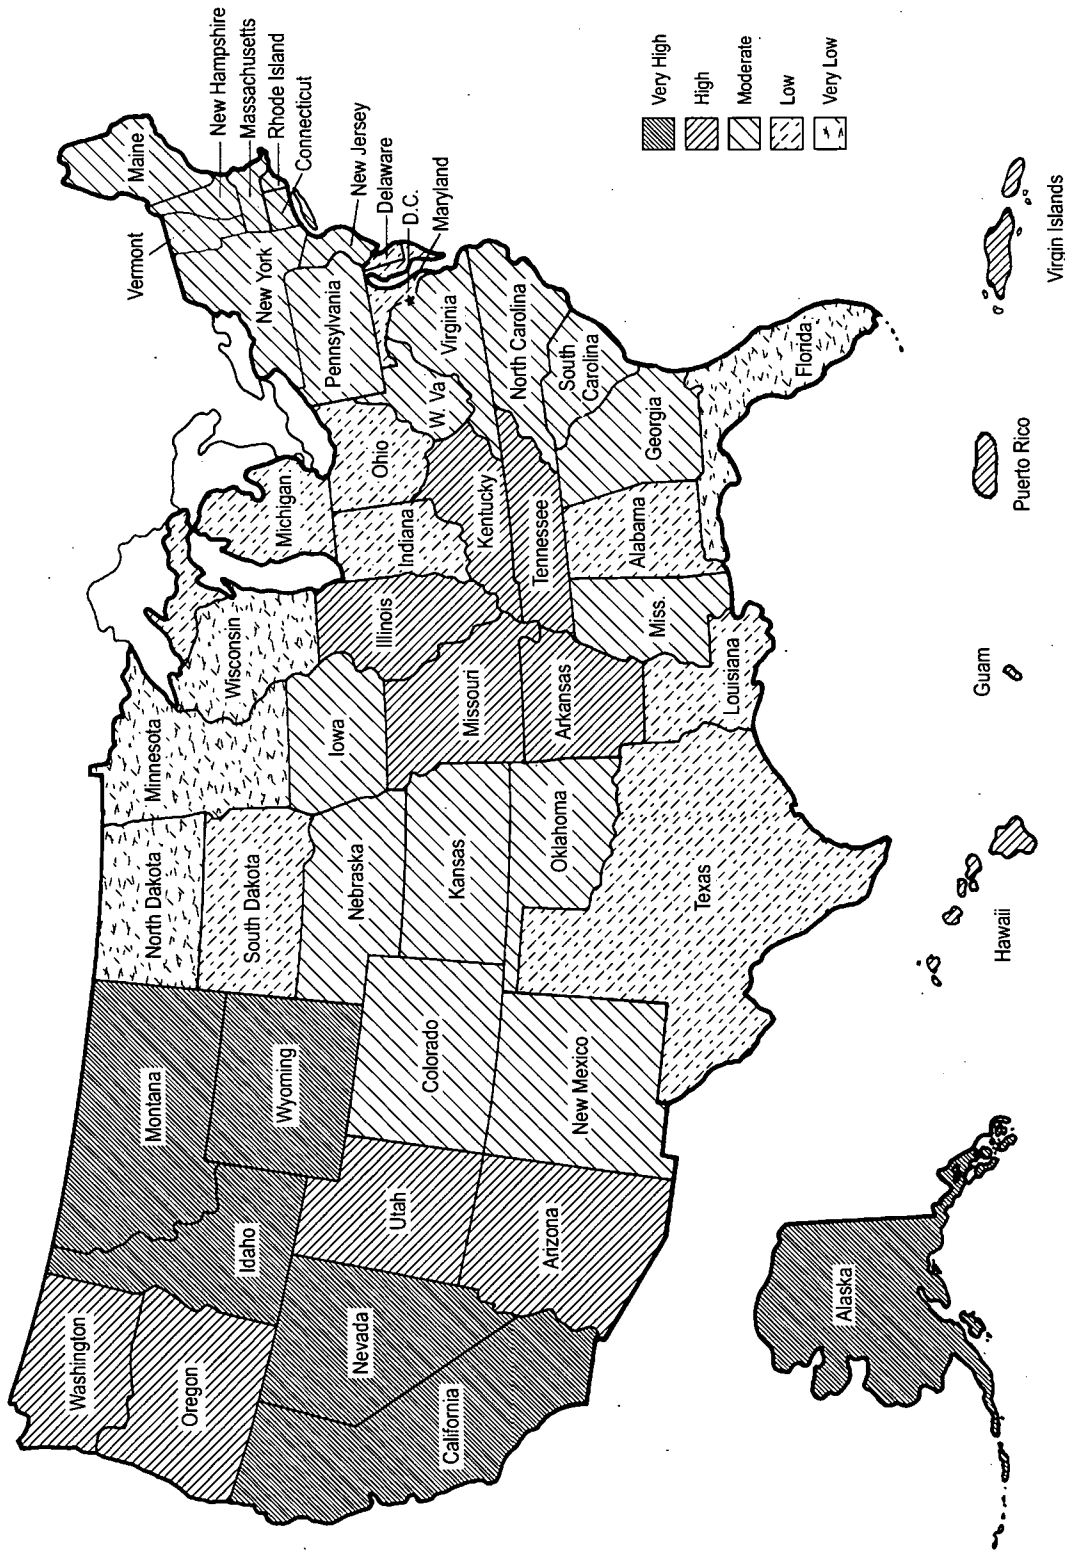 Washington
Oregon
California
Nevada
Idaho
Montana
Wyoming
Utah
Arizona
Colorado
New Mexico
North Dakota
South Dakota
Nebraska
Kansas
Oklahoma
Texas
Minnesota
Iowa
Missouri
Arkansas
Louisiana
Wisconsin
Illinois
Michigan
Indiana
Ohio
Kentucky
Tennessee
Miss.
Alabama
Georgia
Florida
South
Carolina
North Carolina
Virginia
W. Va
Pennsylvania
New York
Vermont
Maine
New Hampshire
Massachusetts
Rhode Island
Connecticut
New Jersey
Delaware
D.C.
Maryland
Very High
High
Moderate
Low
Very Low
Alaska
Hawaii
Guam
Puerto Rico
Virgin Islands